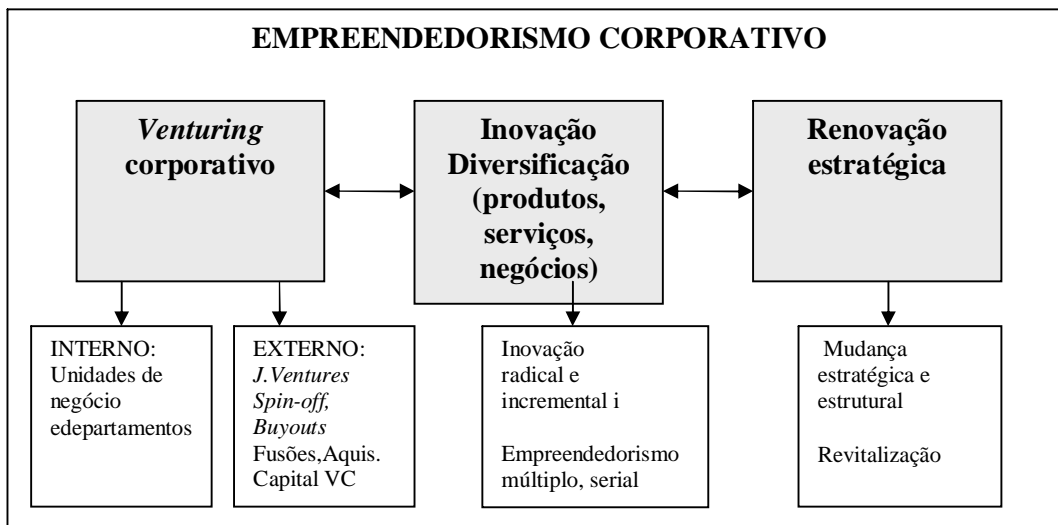 EMPREENDEDORISMO CORPORATIVO
Venturing
corporativo
Inovação
Diversificação
(produtos,
serviços,
negócios)
Renovação
estratégica
INTERNO:
Unidades de
negócio
edepartamentos
EXTERNO:
J.Ventures
Spin-off,
Buyouts
Fusões,Aquis.
Capital VC
Inovação
radical e
incremental i
Empreendedorismo
múltiplo, serial
Mudança
estratégica e
estrutural
Revitalização